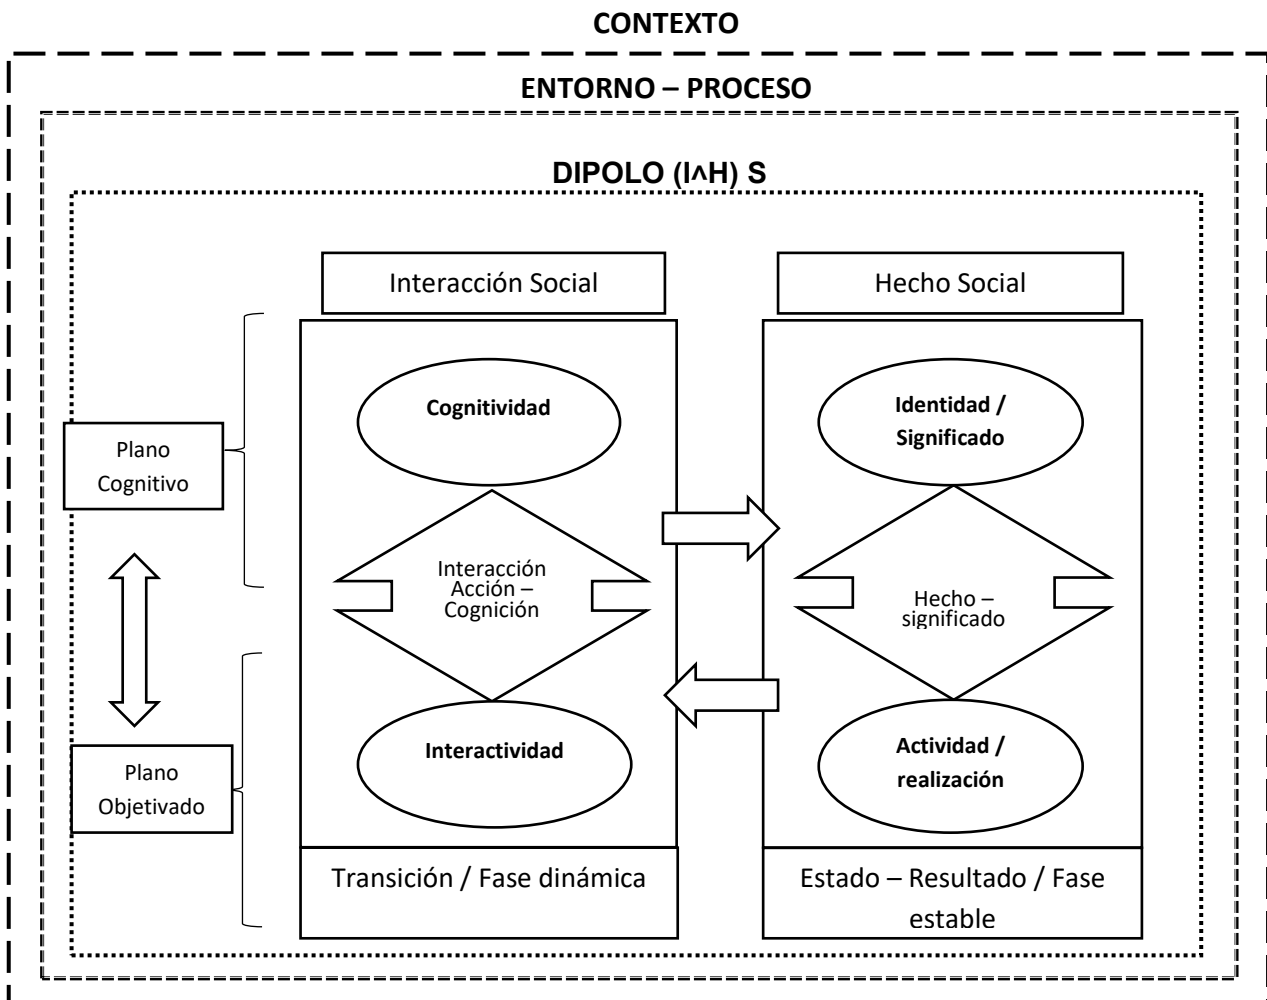 CONTEXTO
ENTORNO – PROCESO
DIPOLO (I∧H) S
Interacción Social
Hecho Social
Cognitividad
Identidad /
Significado
Plano
Cognitivo
Interacción
Acción –
Cognición
Hecho –
significado
Interactividad
Actividad /
realización
Plano
Objetivado
Transición / Fase dinámica
Estado – Resultado / Fase
estable